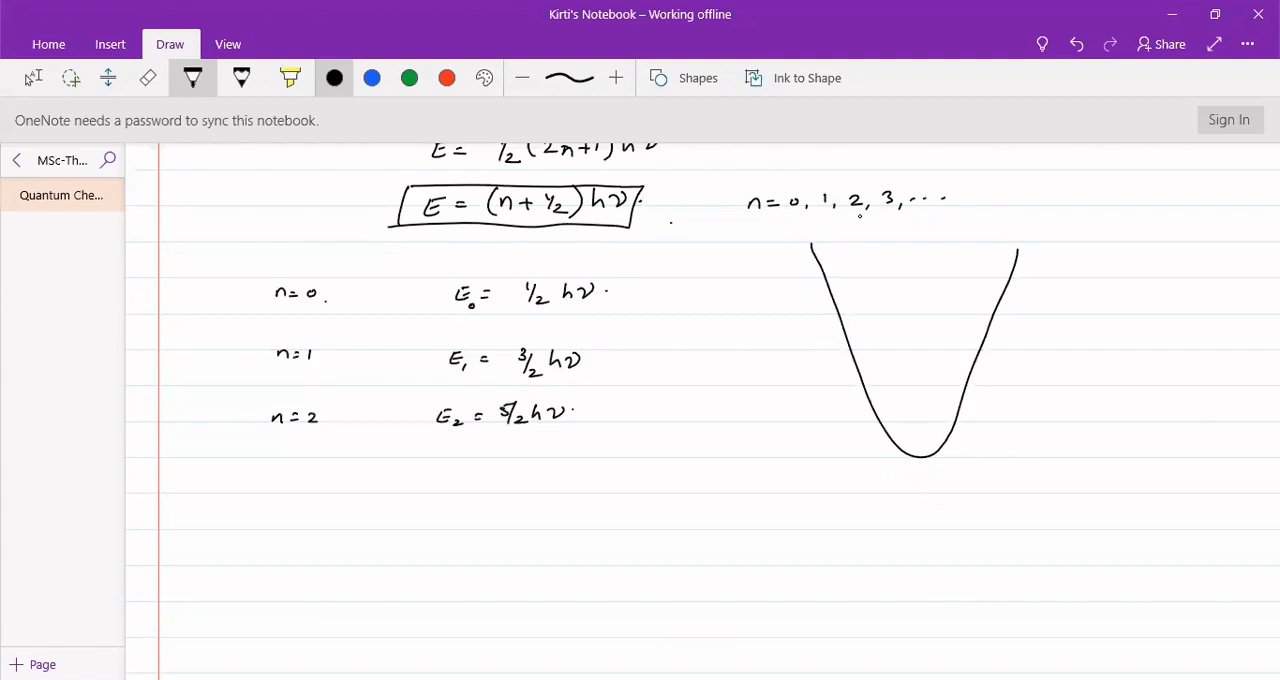 Kirti's Notebook – Working offline
Home Insert Draw View
Share
Shapes Ink to Shape
OneNote needs a password to sync this notebook.
Sign In
MSc-Th...
Quantum Che...
E = 1/2 (2n+1) hν
E = (n + 1/2) hν.
n = 0, 1, 2, 3, ...
n = 0. E₀ = 1/2 hν.
n = 1 E₁ = 3/2 hν
n = 2 E₂ = 5/2 hν.
+ Page